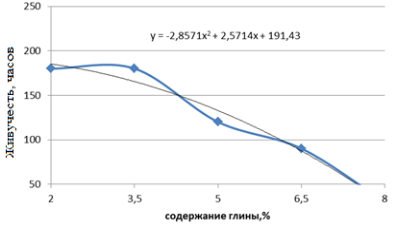 250
y = -2,8571x² + 2,5714x + 191,43
200
150
100
50
Живучесть, часов
2 3,5 5 6,5 8
содержание глины,%